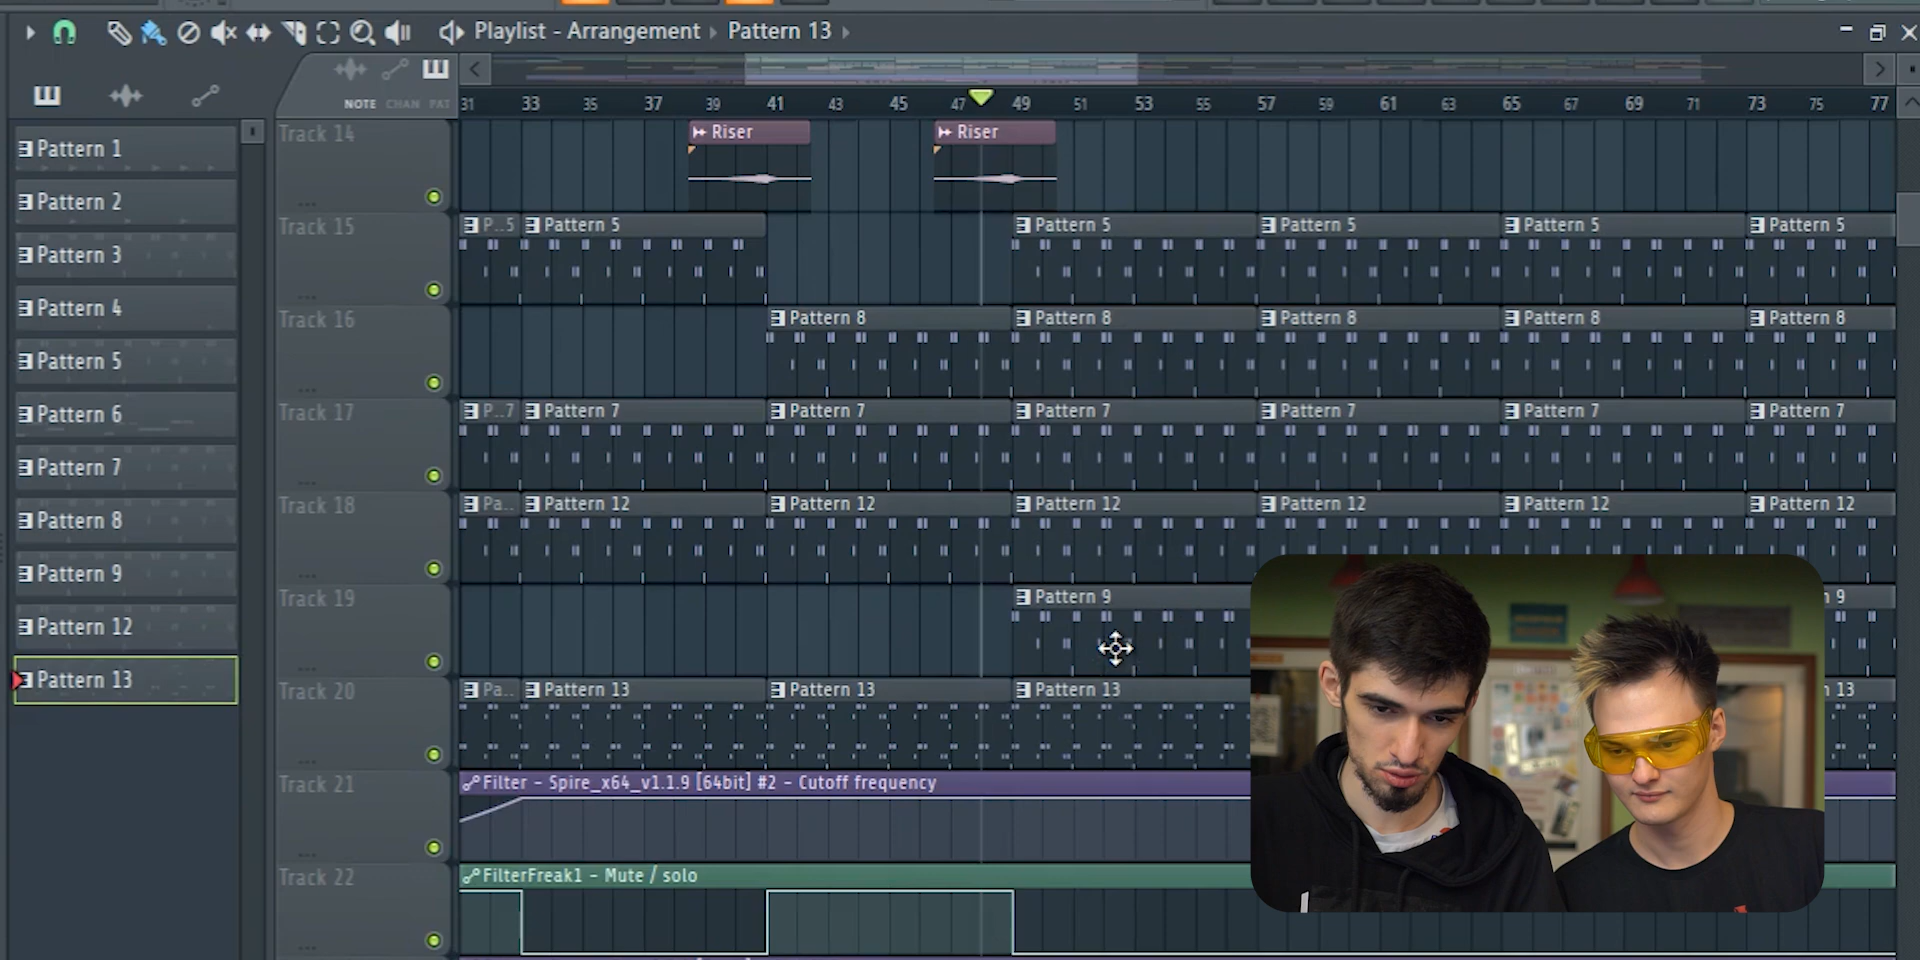 Playlist - Arrangement › Pattern 13 ›
NOTE CHAN PAT
31 33 35 37 39 41 43 45 47 49 51 53 55 57 59 61 63 65 67 69 71 73 75 77
Pattern 1
Pattern 2
Pattern 3
Pattern 4
Pattern 5
Pattern 6
Pattern 7
Pattern 8
Pattern 9
Pattern 12
Pattern 13
Track 14
Riser Riser
Track 15
P..5 Pattern 5 Pattern 5 Pattern 5 Pattern 5 Pattern 5
Track 16
Pattern 8 Pattern 8 Pattern 8 Pattern 8 Pattern 8
Track 17
P..7 Pattern 7 Pattern 7 Pattern 7 Pattern 7 Pattern 7 Pattern 7
Track 18
Pa.. Pattern 12 Pattern 12 Pattern 12 Pattern 12 Pattern 12 Pattern 12
Track 19
Pattern 9 n 9
Track 20
Pa.. Pattern 13 Pattern 13 Pattern 13 n 13
Track 21
Filter - Spire_x64_v1.1.9 [64bit] #2 - Cutoff frequency
Track 22
FilterFreak1 - Mute / solo